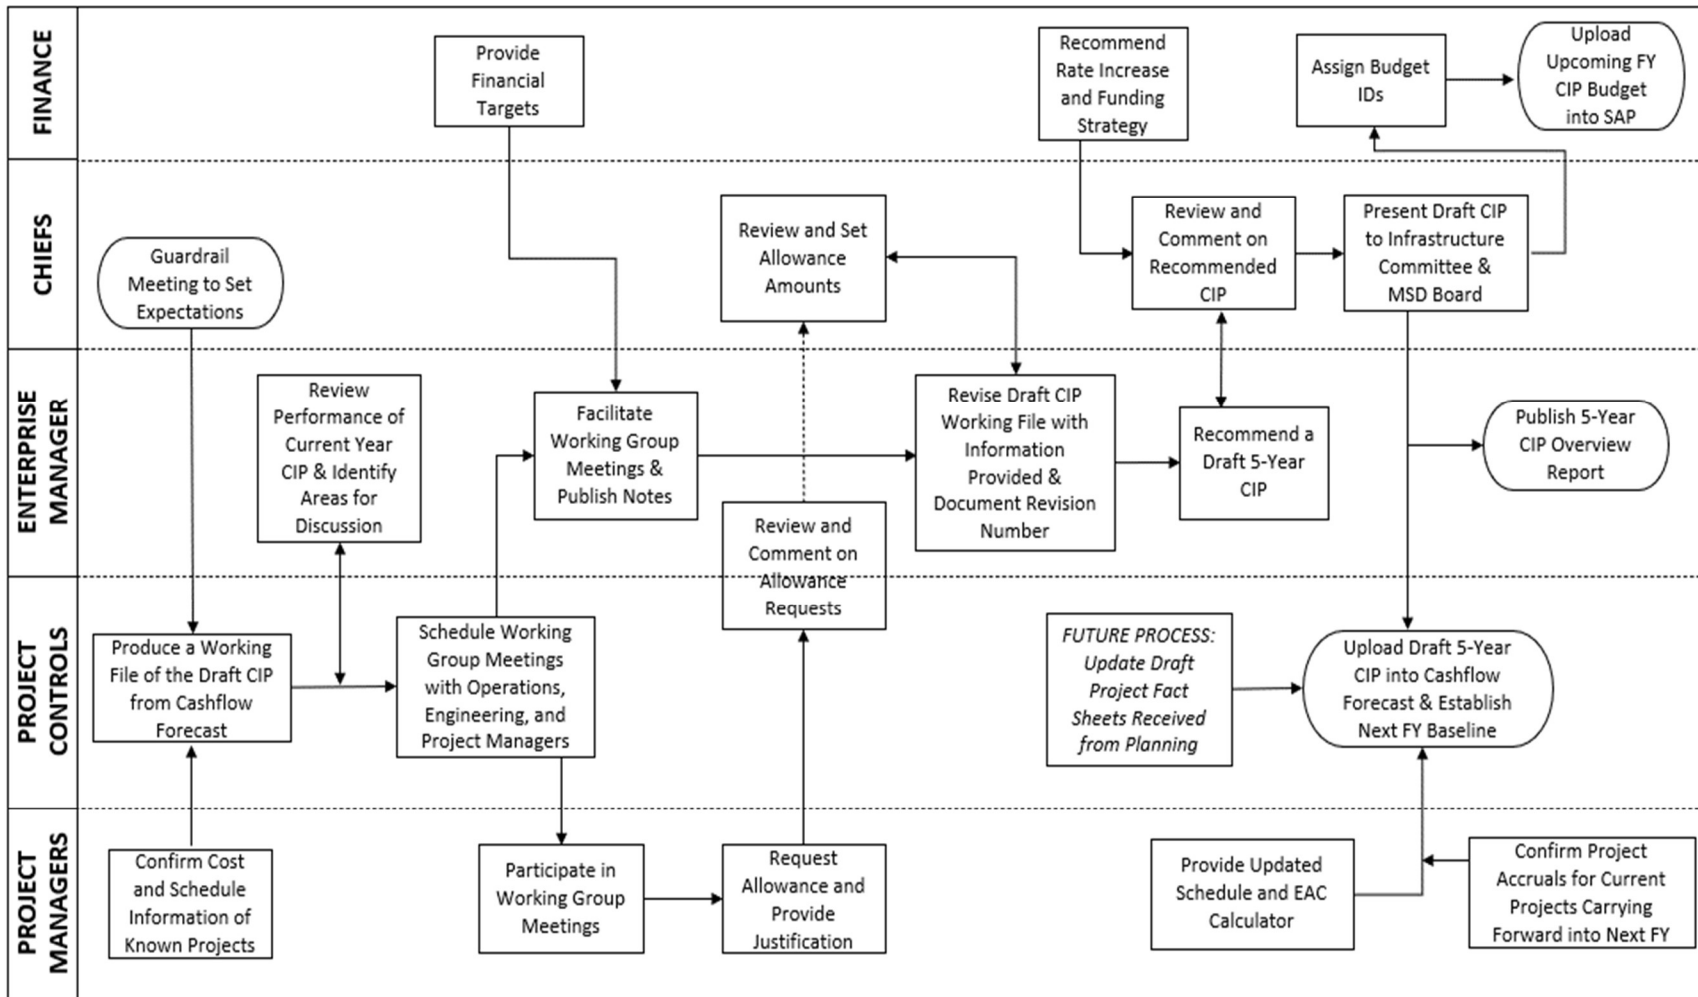 FINANCE
Provide
Financial
Targets
Recommend
Rate Increase
and Funding
Strategy
Assign Budget
IDs
Upload
Upcoming FY
CIP Budget
into SAP
CHIEFS
Guardrail
Meeting to Set
Expectations
Review and Set
Allowance
Amounts
Review and
Comment on
Recommended
CIP
Present Draft CIP
to Infrastructure
Committee &
MSD Board
ENTERPRISE
MANAGER
Review
Performance of
Current Year
CIP & Identify
Areas for
Discussion
Facilitate
Working Group
Meetings &
Publish Notes
Review and
Comment on
Allowance
Requests
Revise Draft CIP
Working File with
Information
Provided &
Document Revision
Number
Recommend a
Draft 5-Year
CIP
Publish 5-Year
CIP Overview
Report
PROJECT
CONTROLS
Produce a Working
File of the Draft CIP
from Cashflow
Forecast
Schedule Working
Group Meetings
with Operations,
Engineering, and
Project Managers
FUTURE PROCESS:
Update Draft
Project Fact
Sheets Received
from Planning
Upload Draft 5-Year
CIP into Cashflow
Forecast & Establish
Next FY Baseline
PROJECT
MANAGERS
Confirm Cost
and Schedule
Information of
Known Projects
Participate in
Working Group
Meetings
Request
Allowance and
Provide
Justification
Provide Updated
Schedule and EAC
Calculator
Confirm Project
Accruals for Current
Projects Carrying
Forward into Next FY